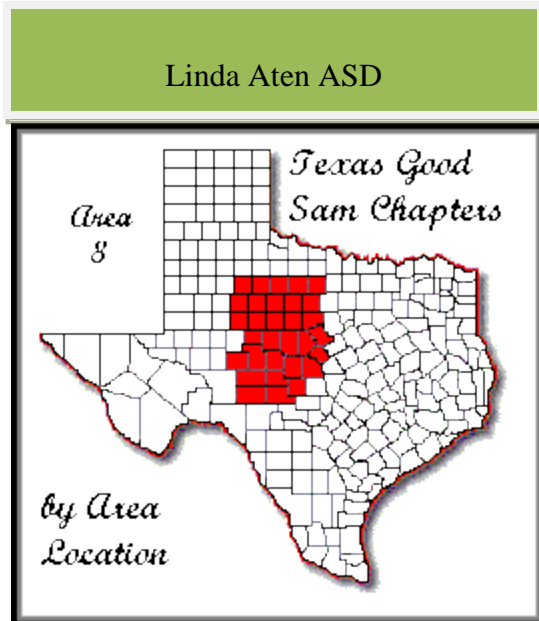 Linda Aten ASD
Texas Good
Sam Chapters
Area
8
by Area
Location